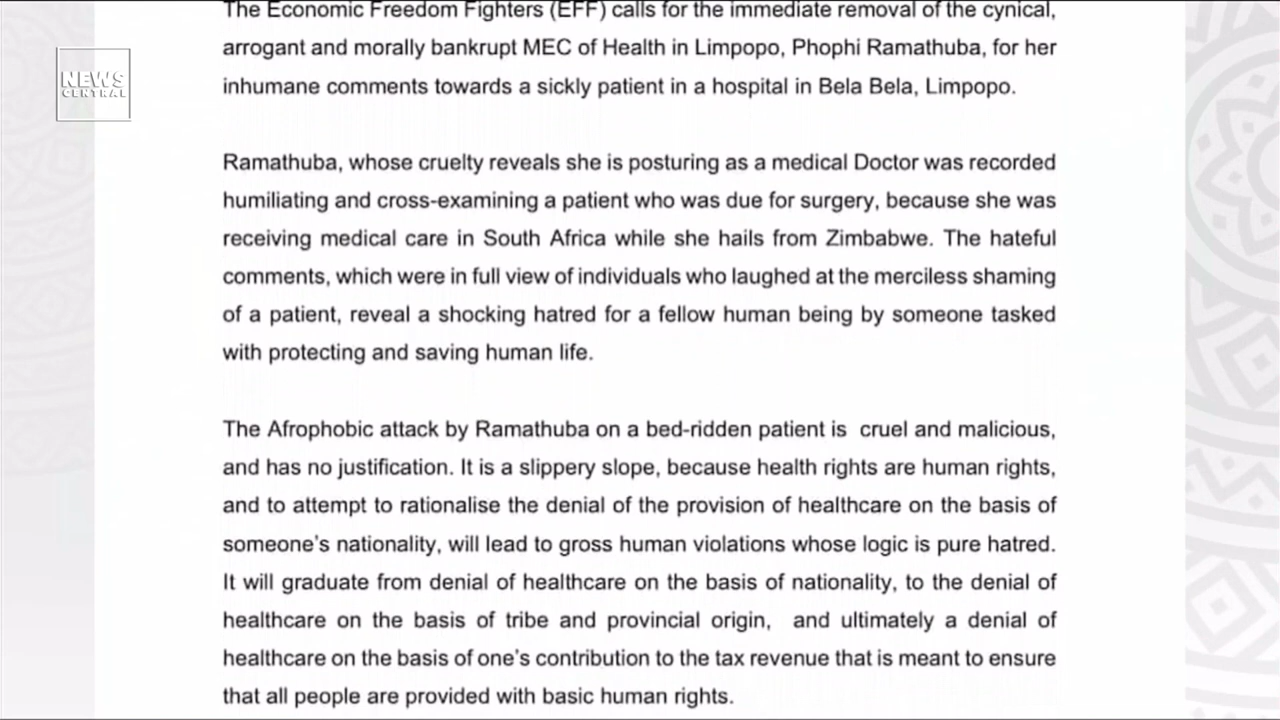 The Economic Freedom Fighters (EFF) calls for the immediate removal of the cynical,
arrogant and morally bankrupt MEC of Health in Limpopo, Phophi Ramathuba, for her
inhumane comments towards a sickly patient in a hospital in Bela Bela, Limpopo.
NEWS
CENTRAL
Ramathuba, whose cruelty reveals she is posturing as a medical Doctor was recorded
humiliating and cross-examining a patient who was due for surgery, because she was
receiving medical care in South Africa while she hails from Zimbabwe. The hateful
comments, which were in full view of individuals who laughed at the merciless shaming
of a patient, reveal a shocking hatred for a fellow human being by someone tasked
with protecting and saving human life.
The Afrophobic attack by Ramathuba on a bed-ridden patient is cruel and malicious,
and has no justification. It is a slippery slope, because health rights are human rights,
and to attempt to rationalise the denial of the provision of healthcare on the basis of
someone's nationality, will lead to gross human violations whose logic is pure hatred.
It will graduate from denial of healthcare on the basis of nationality, to the denial of
healthcare on the basis of tribe and provincial origin, and ultimately a denial of
healthcare on the basis of one's contribution to the tax revenue that is meant to ensure
that all people are provided with basic human rights.